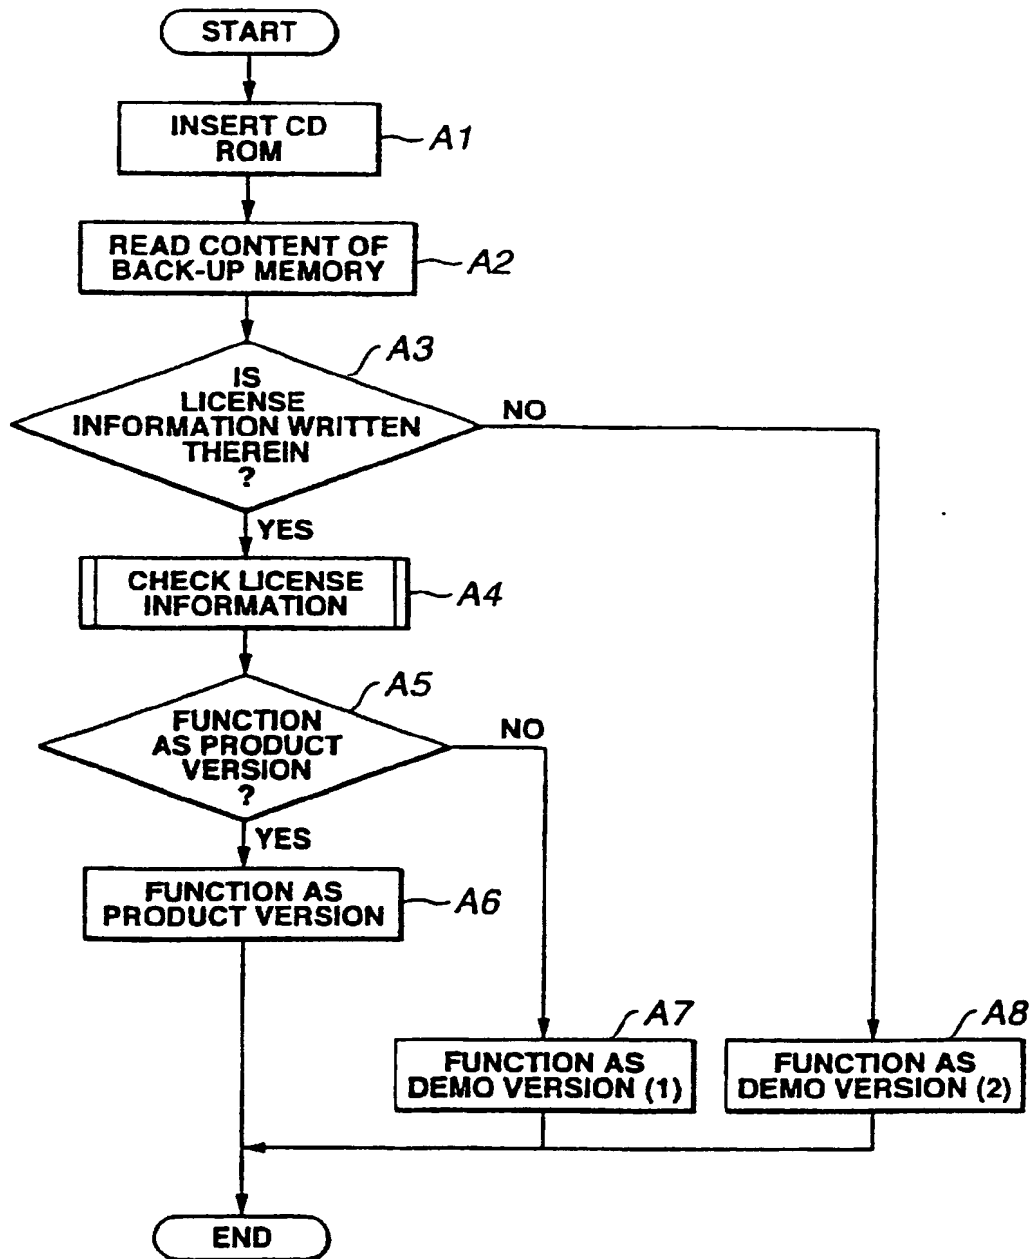 START
INSERT CD
ROM
A1
READ CONTENT OF
BACK-UP MEMORY
A2
A3
IS
LICENSE
INFORMATION WRITTEN
THEREIN
?
NO
YES
CHECK LICENSE
INFORMATION
A4
A5
FUNCTION
AS PRODUCT
VERSION
?
NO
YES
FUNCTION AS
PRODUCT VERSION
A6
A7
FUNCTION AS
DEMO VERSION (1)
A8
FUNCTION AS
DEMO VERSION (2)
END